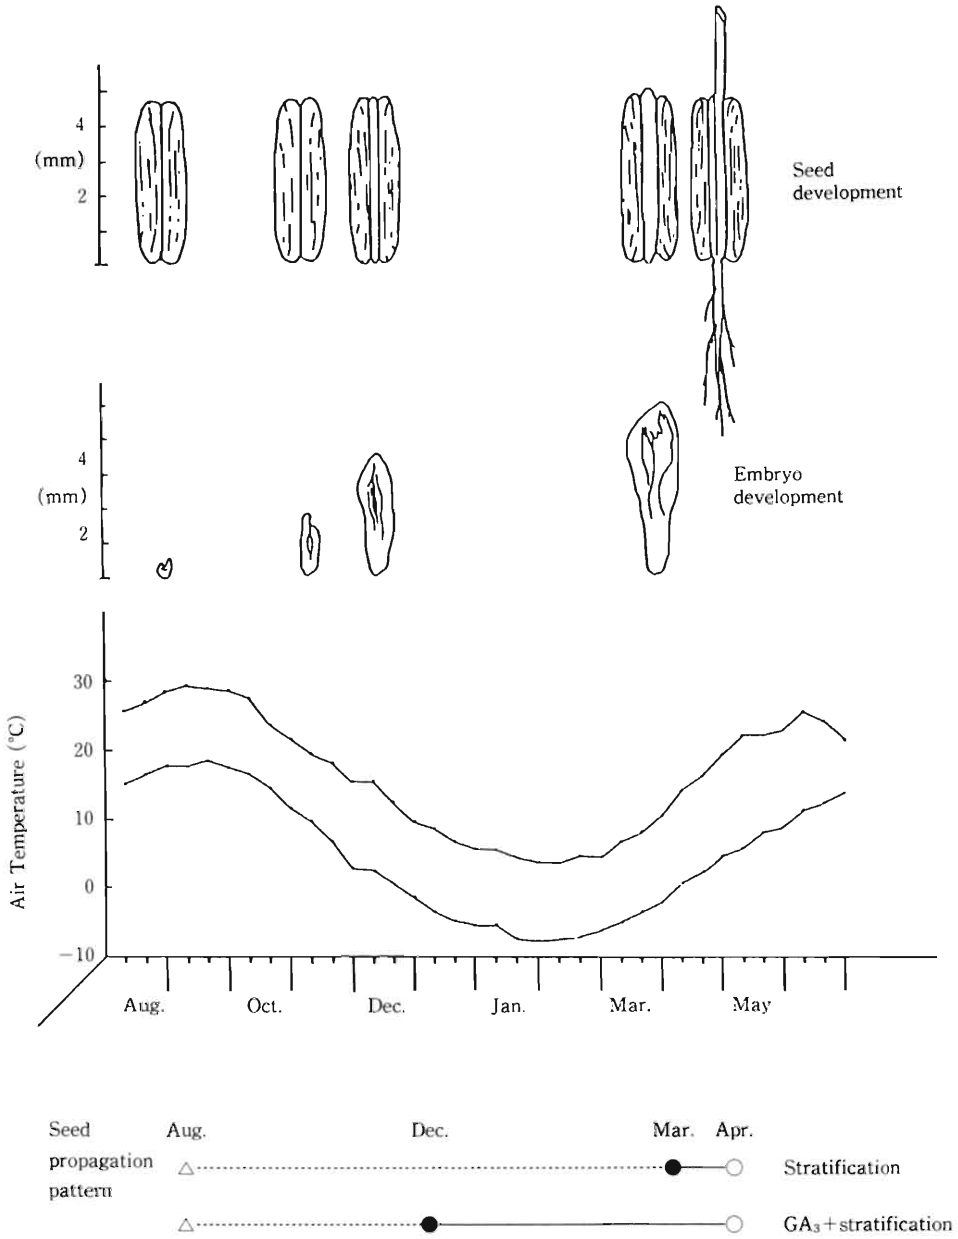 4
(mm)
2
Seed
development
4
(mm)
2
Embryo
development
Air Temperature (°C)
30
20
10
0
−10
Aug. Oct. Dec. Jan. Mar. May
Seed
propagation
pattern
Aug. Dec. Mar. Apr.
Stratification
GA₃+stratification